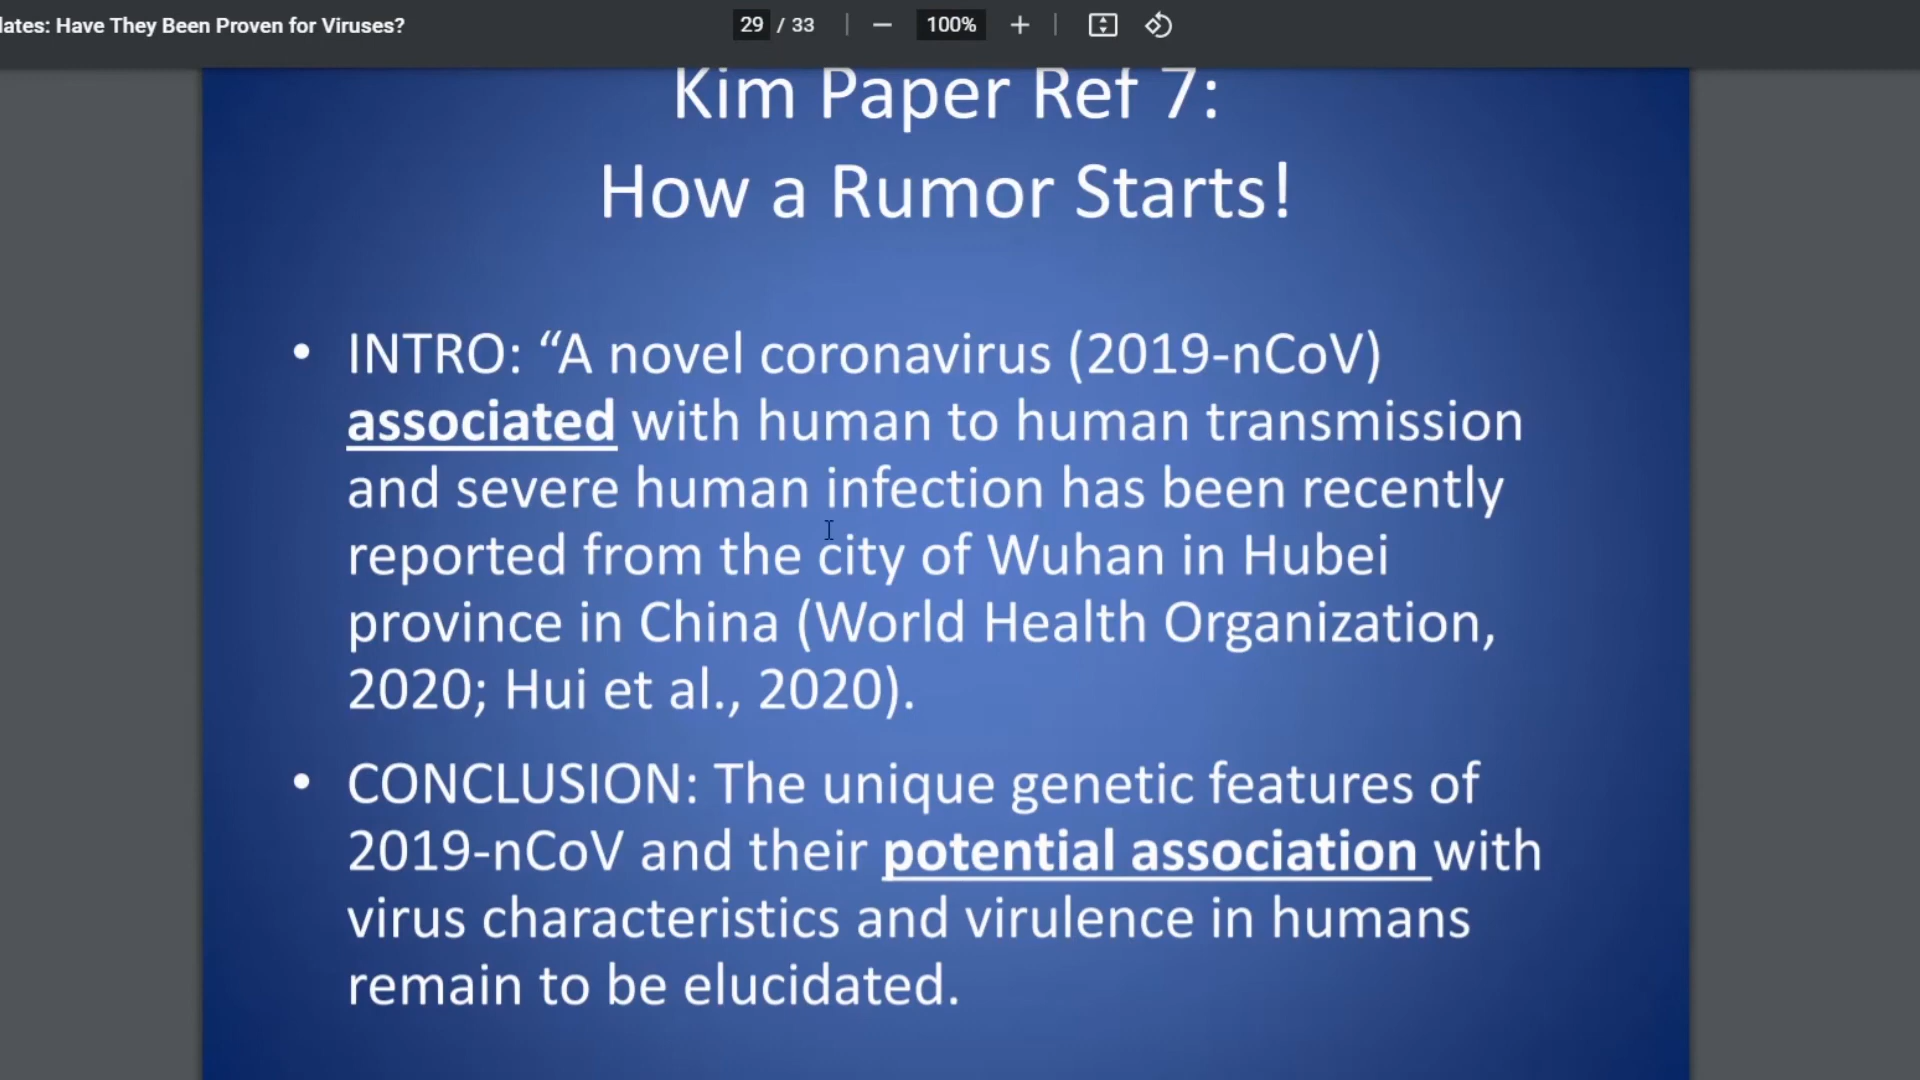 lates: Have They Been Proven for Viruses?
29 / 33
100%
Kim Paper Ref 7:
How a Rumor Starts!
• INTRO: “A novel coronavirus (2019-nCoV)
associated with human to human transmission
and severe human infection has been recently
reported from the city of Wuhan in Hubei
province in China (World Health Organization,
2020; Hui et al., 2020).
• CONCLUSION: The unique genetic features of
2019-nCoV and their potential association with
virus characteristics and virulence in humans
remain to be elucidated.